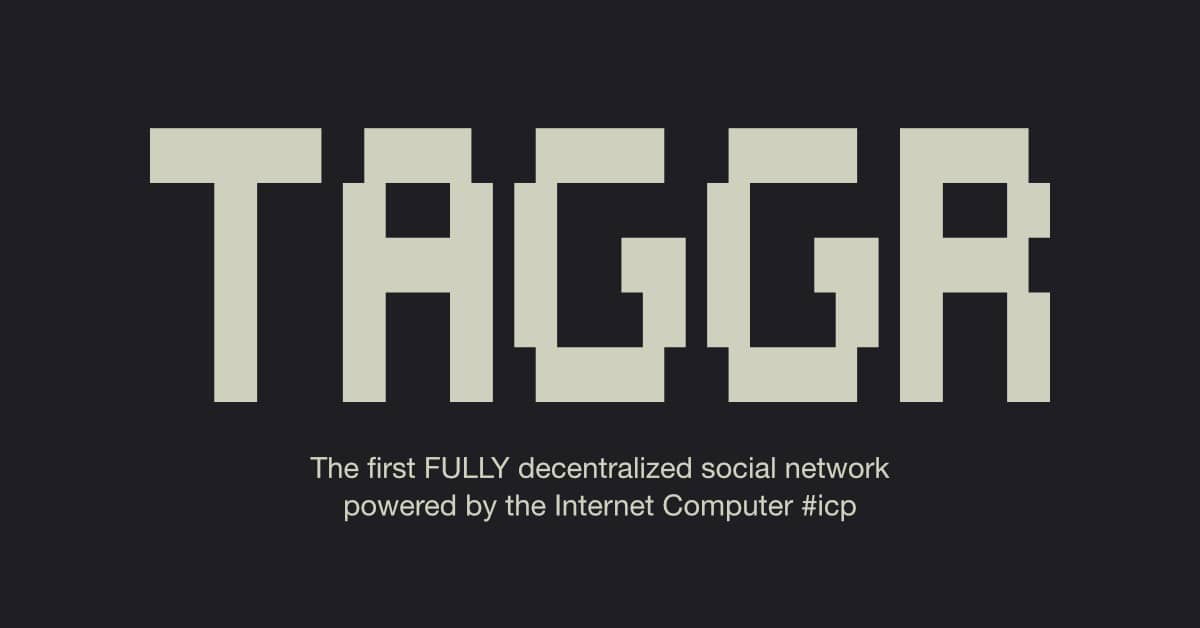 TAGGR
The first FULLY decentralized social network
powered by the Internet Computer #icp